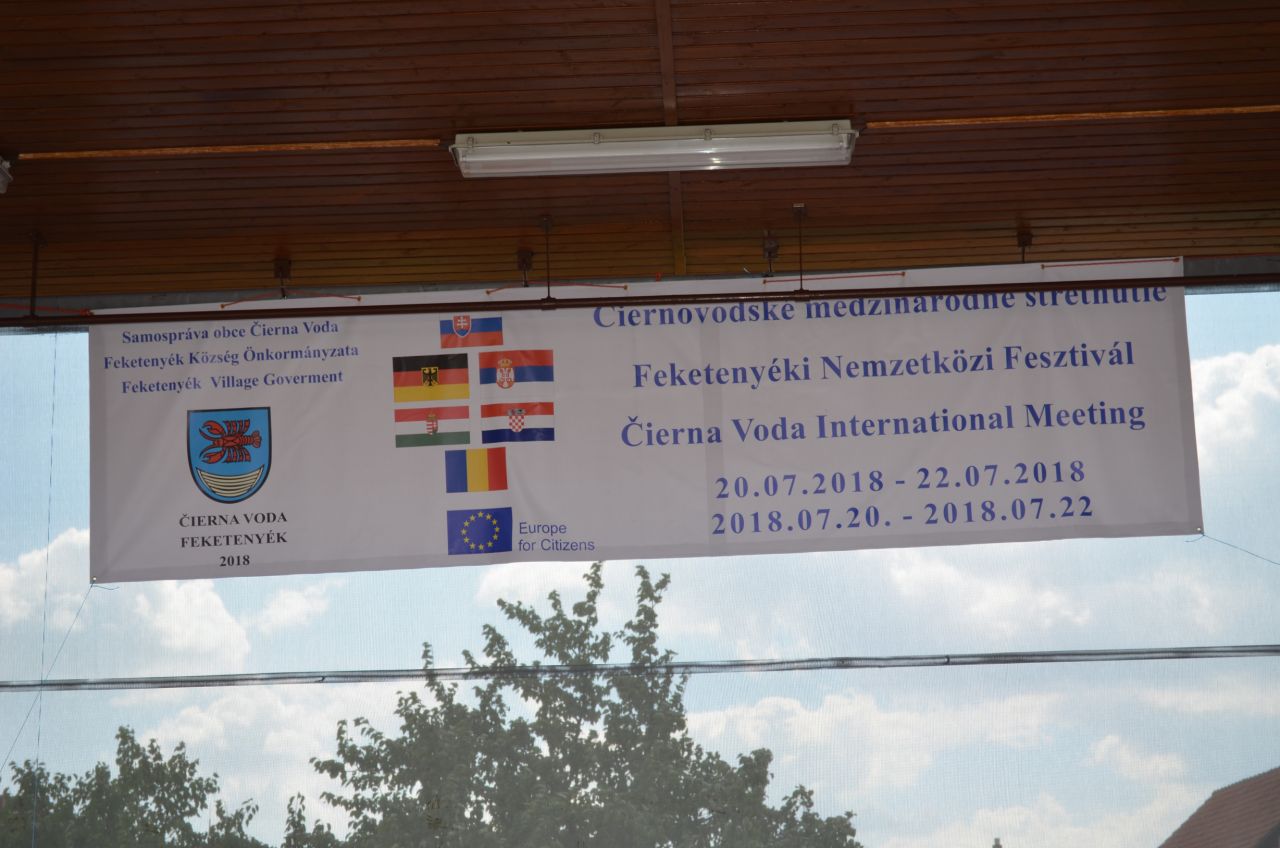 Samospráva obce Čierna Voda
Feketenyék Község Önkormányzata
Feketenyék Village Goverment
ČIERNA VODA
FEKETENYÉK
2018
Europe
for Citizens
Čiernovodské medzinárodné stretnutie
Feketenyéki Nemzetközi Fesztivál
Čierna Voda International Meeting
20.07.2018 - 22.07.2018
2018.07.20. - 2018.07.22